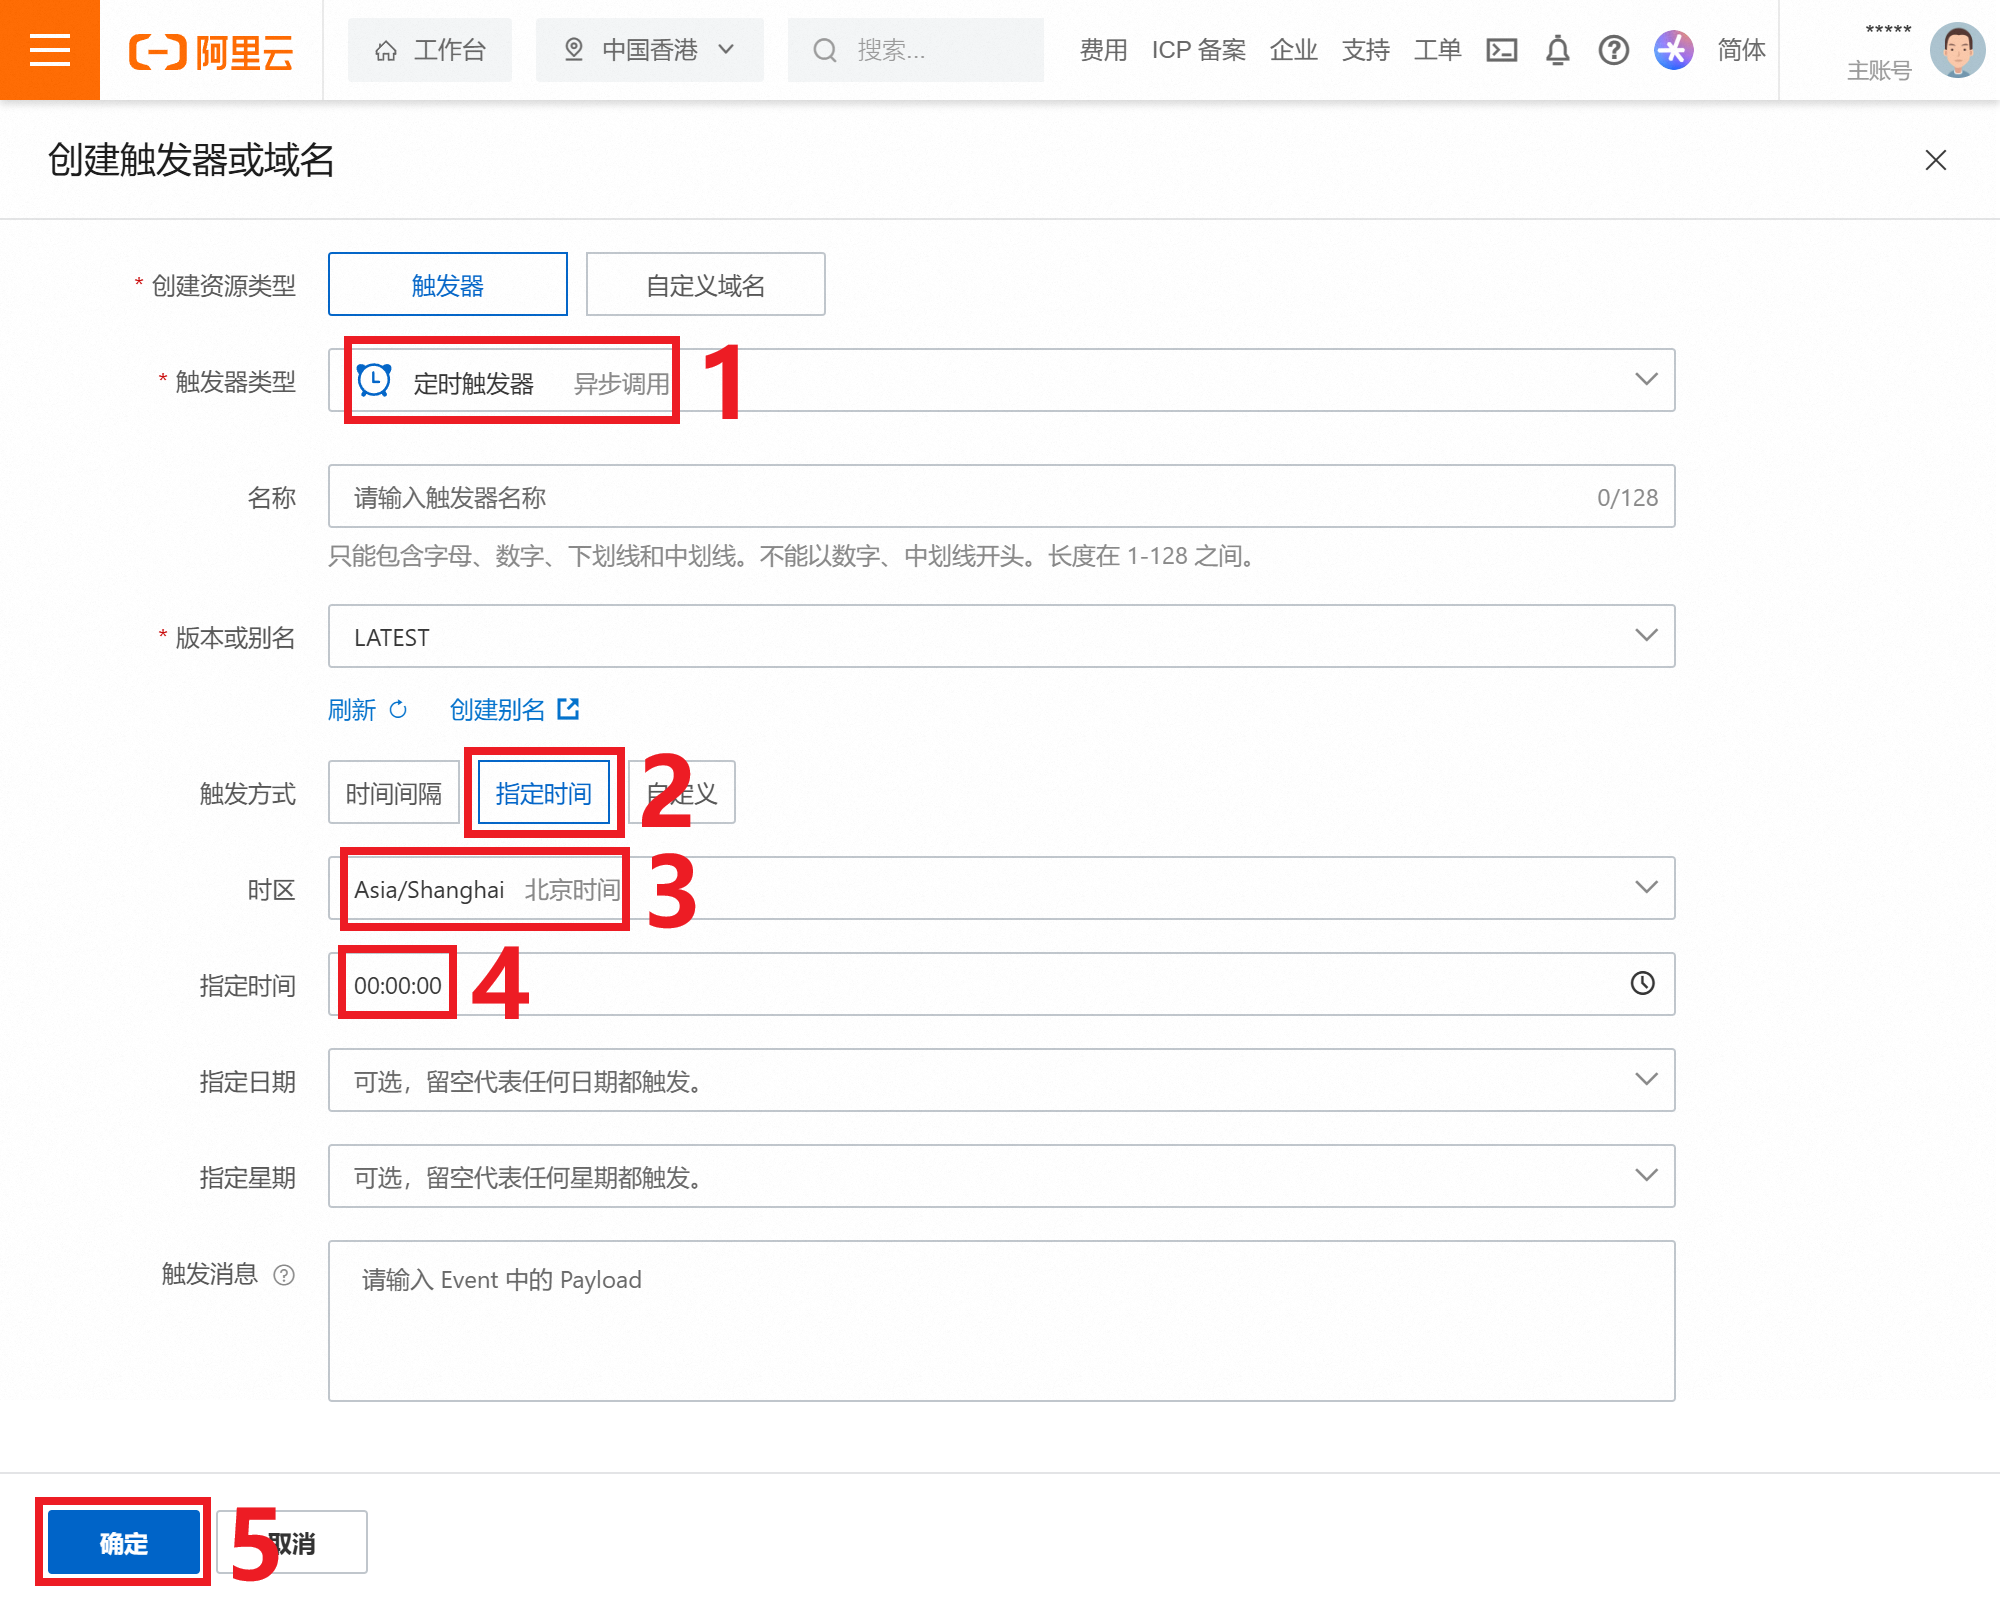 阿里云
工作台
中国香港
搜索...
费用 ICP 备案 企业 支持 工单 简体
*****
主账号
创建触发器或域名
* 创建资源类型 触发器 自定义域名
* 触发器类型 定时触发器 异步调用 1
名称 请输入触发器名称 0/128
只能包含字母、数字、下划线和中划线。不能以数字、中划线开头。长度在 1-128 之间。
* 版本或别名 LATEST
刷新 创建别名
触发方式 时间间隔 指定时间 2 自定义
时区 Asia/Shanghai 北京时间 3
指定时间 00:00:00 4
指定日期 可选，留空代表任何日期都触发。
指定星期 可选，留空代表任何星期都触发。
触发消息 请输入 Event 中的 Payload
确定 5 取消